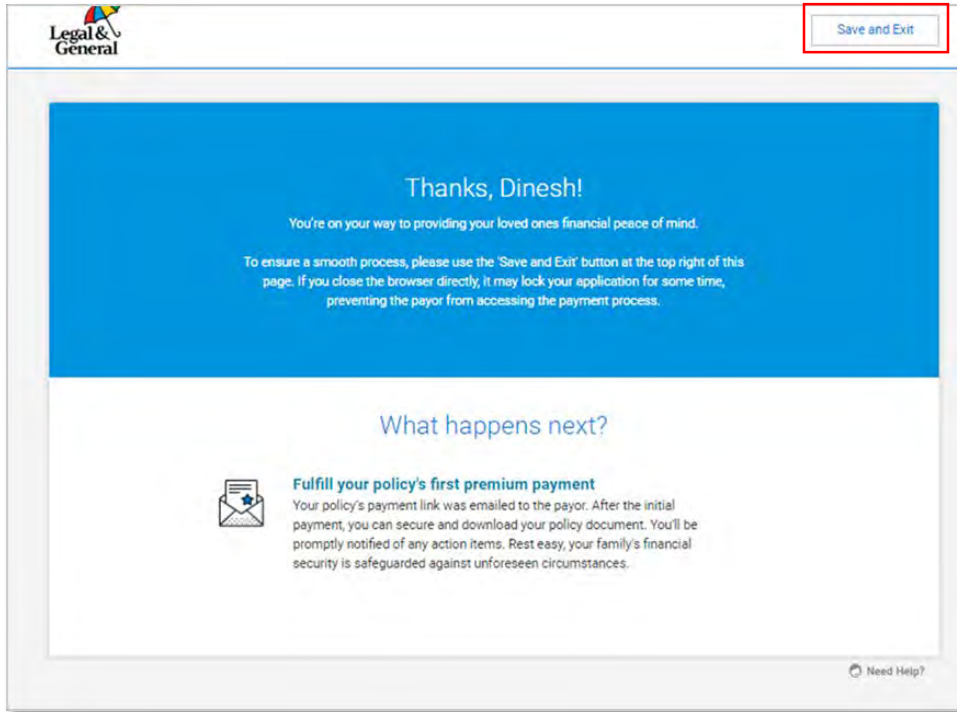 Legal &
General
Save and Exit
Thanks, Dinesh!
You're on your way to providing your loved ones financial peace of mind.
To ensure a smooth process, please use the 'Save and Exit' button at the top right of this
page. If you close the browser directly, it may lock your application for some time,
preventing the payor from accessing the payment process.
What happens next?
Fulfill your policy's first premium payment
Your policy's payment link was emailed to the payor. After the initial
payment, you can secure and download your policy document. You'll be
promptly notified of any action items. Rest easy, your family's financial
security is safeguarded against unforeseen circumstances.
Need Help?